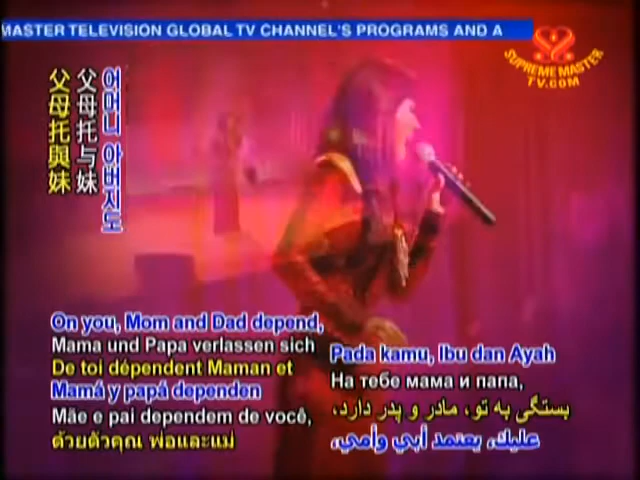 MASTER TELEVISION GLOBAL TV CHANNEL'S PROGRAMS AND A
SUPREME MASTER
TV.COM
어머니 아버지도
父母托与妹
父母托與妹
On you, Mom and Dad depend,
Mama und Papa verlassen sich
De toi dépendent Maman et
Mamá y papá dependen
Mãe e pai dependem de você,
ด้วยตัวคุณ พ่อและแม่
Pada kamu, Ibu dan Ayah
На тебе мама и папа,
بستگی به تو، مادر و پدر دارد،
عليك، يعتمد أبي وأمي،